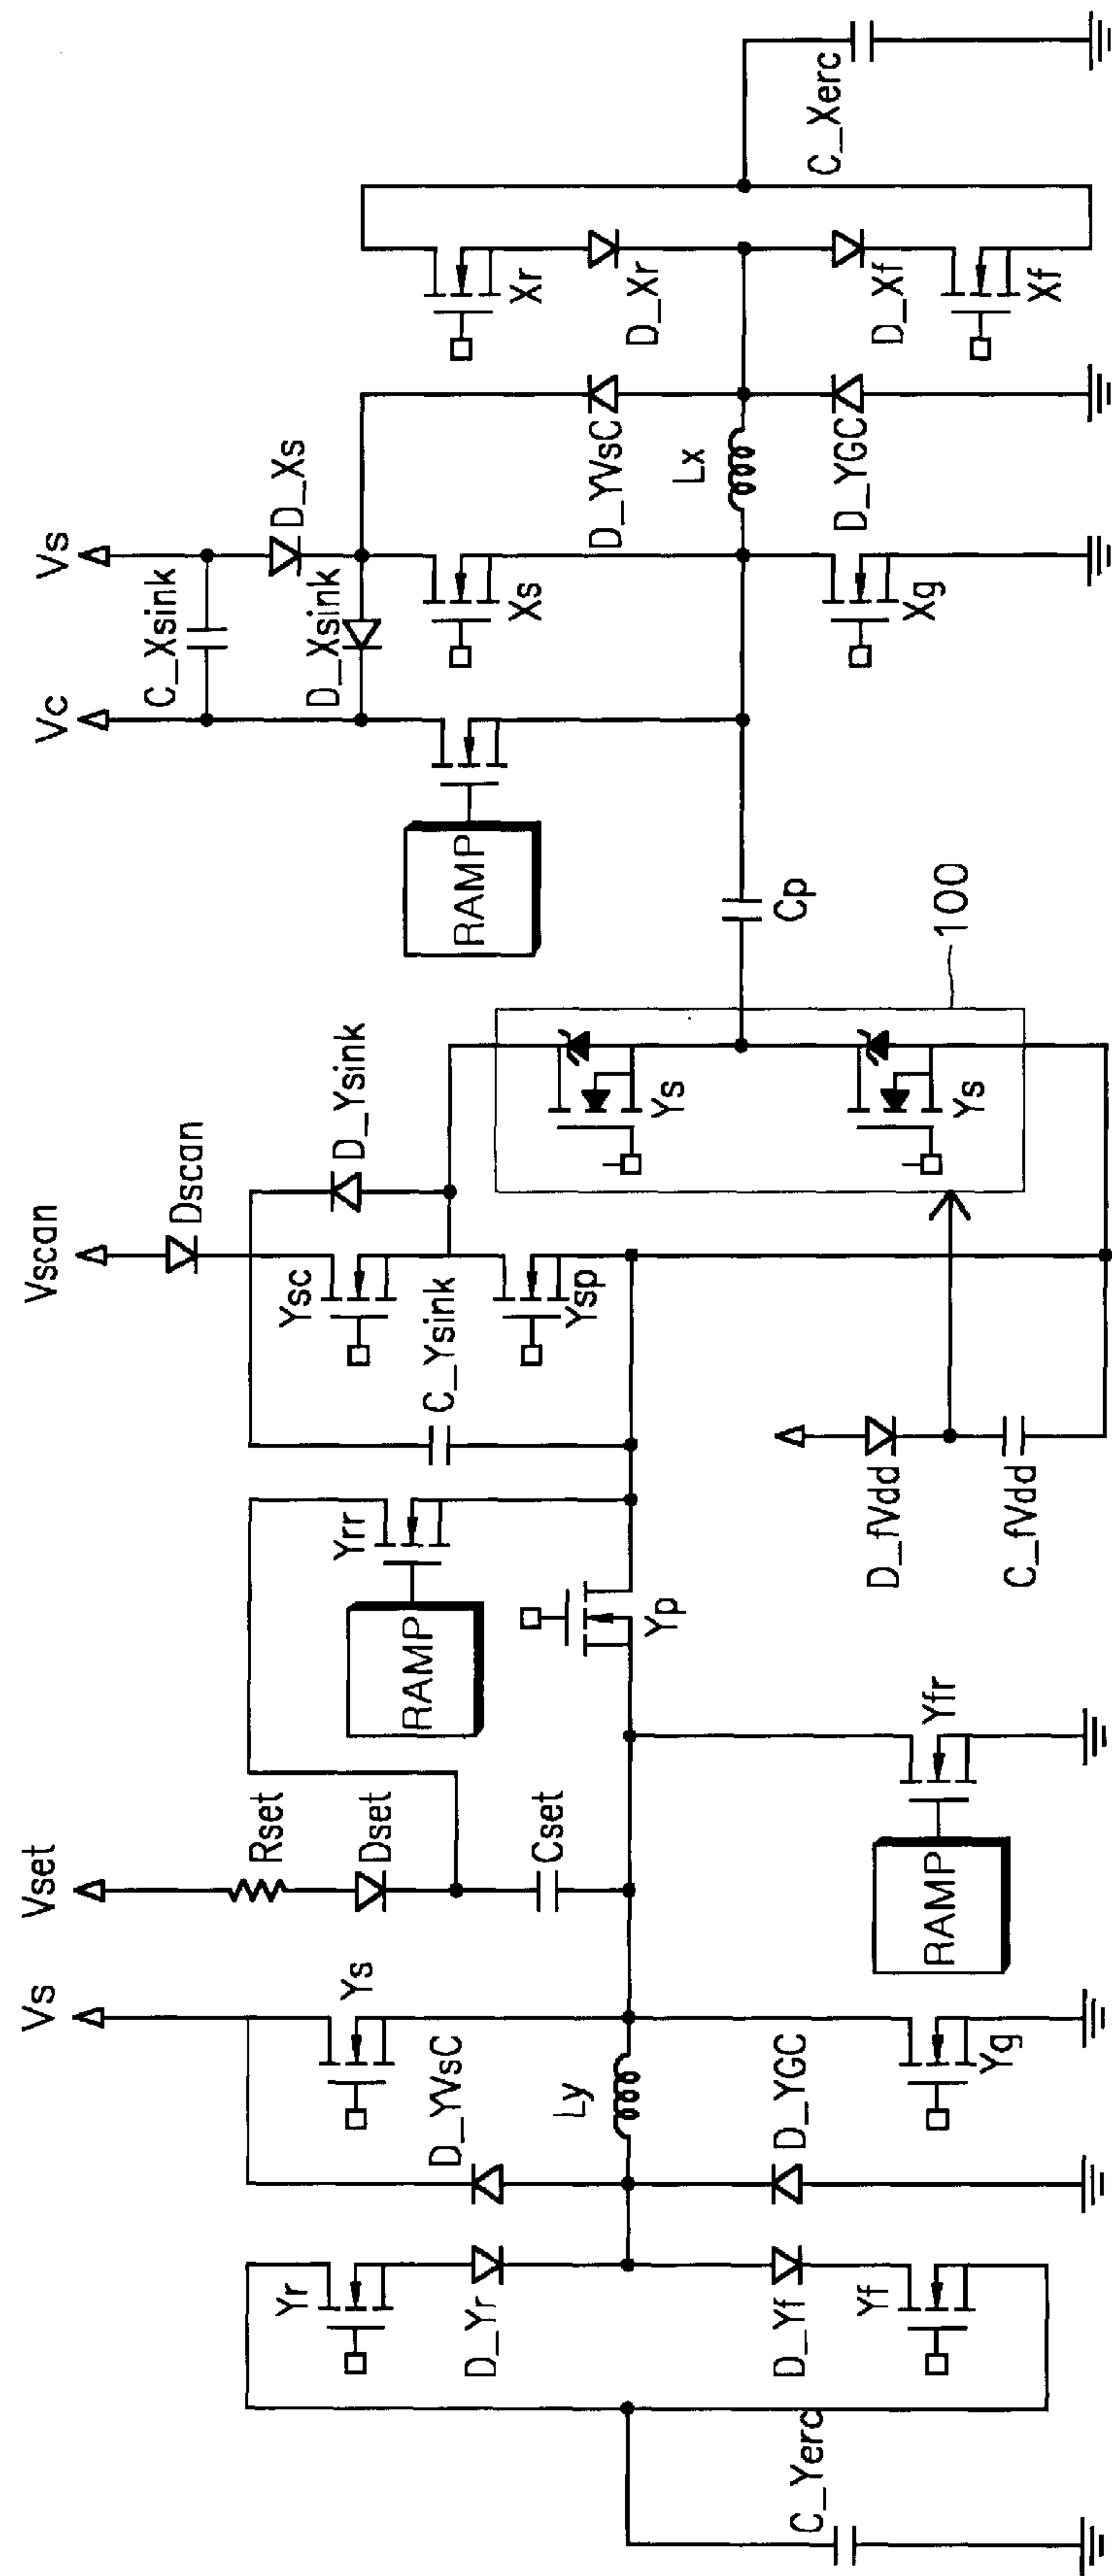 C_Yerc
Yr
D_Yr
D_Yf
Yf
D_YVsC
D_YGC
Vs
Ys
Ly
Yg
Vset
Rset
Dset
Cset
RAMP
Yfr
RAMP
Yrr
Yp
Vscan
Dscan
Ysc
C_Ysink
Ysp
D_Ysink
D_fVdd
C_fVdd
Ys
Ys
100
Cp
RAMP
Vc
Vs
C_Xsink
D_Xsink
D_Xs
Xs
Xg
D_YVsC
Lx
D_YGC
Xr
D_Xr
D_Xf
Xf
C_Xerc